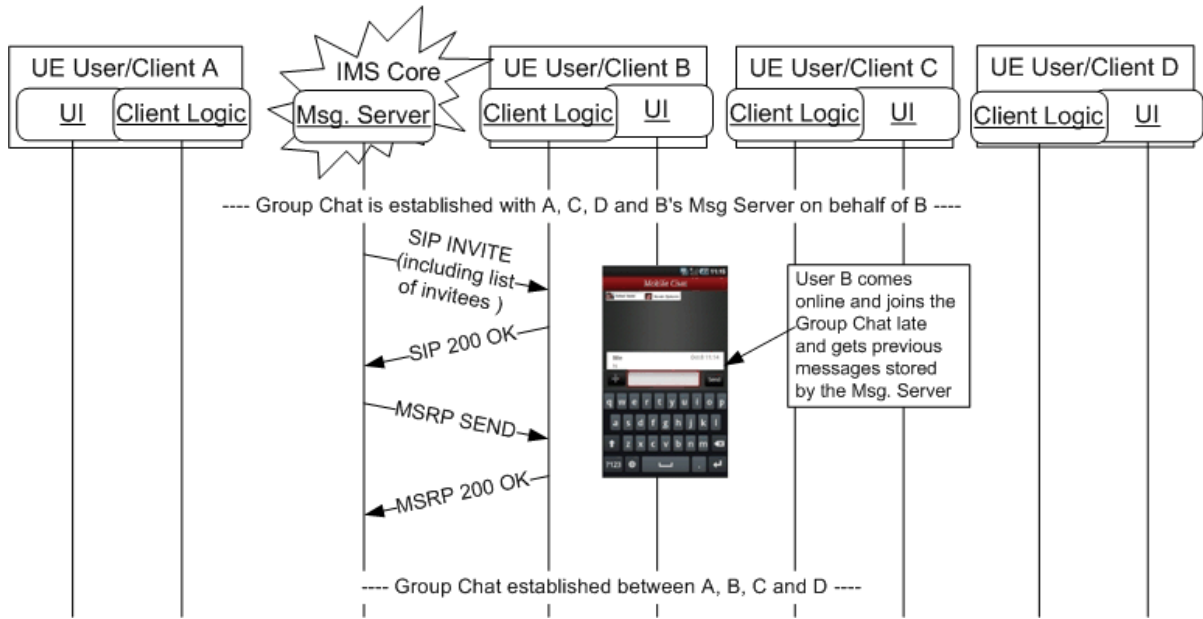 UE User/Client A
UI
Client Logic
IMS Core
Msg. Server
UE User/Client B
Client Logic
UI
UE User/Client C
Client Logic
UI
UE User/Client D
Client Logic
UI
---- Group Chat is established with A, C, D and B's Msg Server on behalf of B ----
SIP INVITE
(including list
of invitees )
SIP 200 OK
MSRP SEND
MSRP 200 OK
11:15
Mobile Chat
Send
q w e r t y u i o p
a s d f g h j k l
z x c v b n m
?123
.
User B comes
online and joins the
Group Chat late
and gets previous
messages stored
by the Msg. Server
---- Group Chat established between A, B, C and D ----